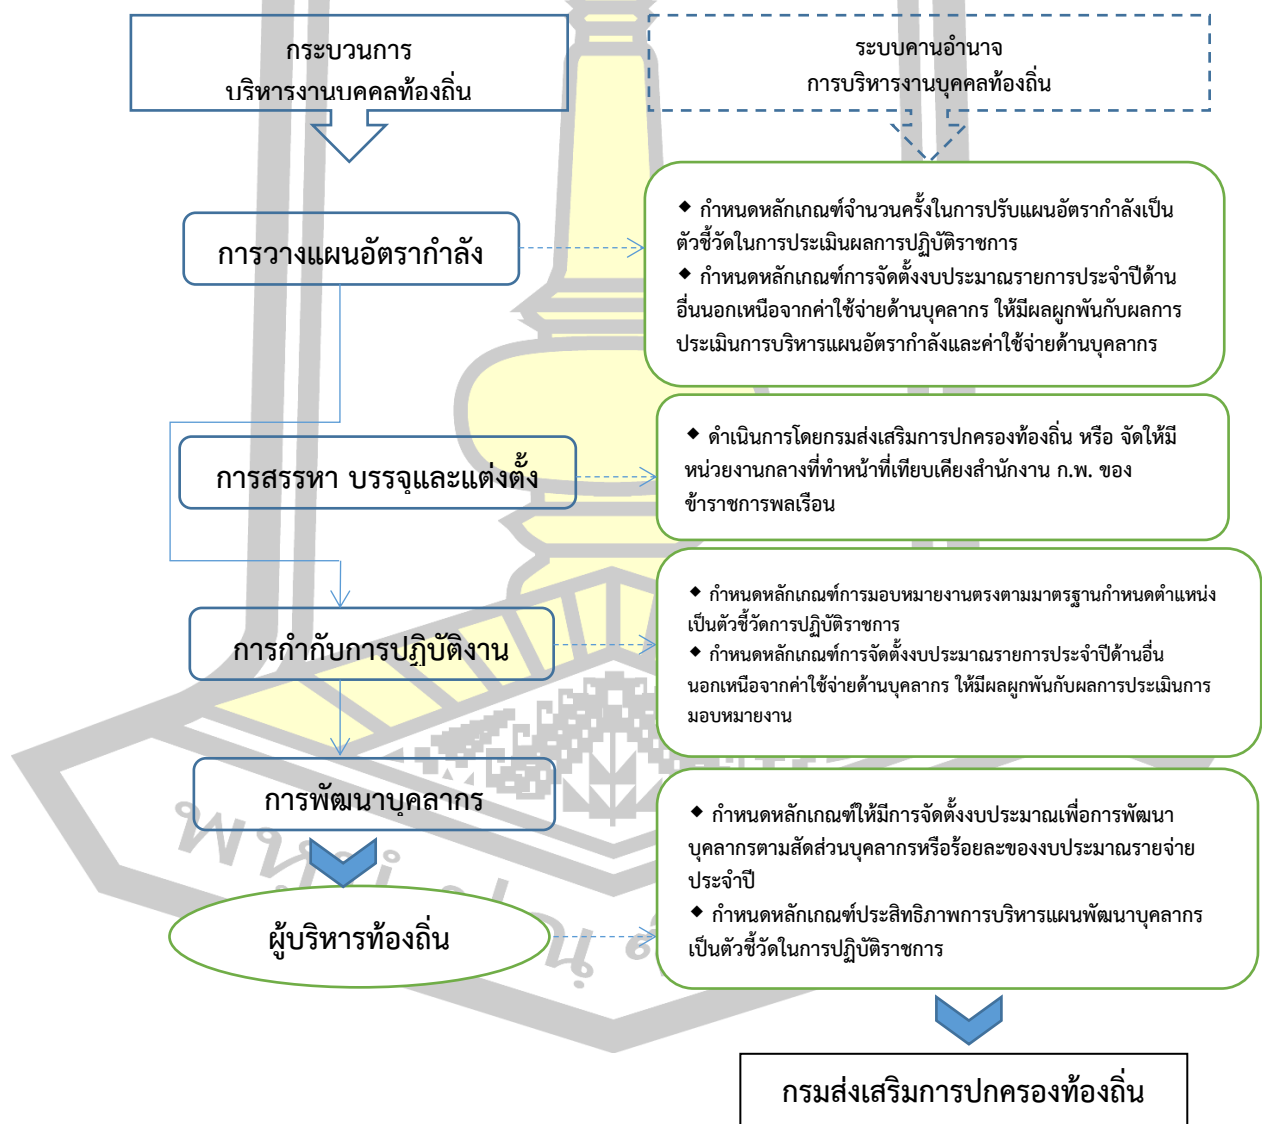 กระบวนการ
บริหารงานบุคคลท้องถิ่น
ระบบคานอำนาจ
การบริหารงานบุคคลท้องถิ่น
การวางแผนอัตรากำลัง
◆ กำหนดหลักเกณฑ์จำนวนครั้งในการปรับแผนอัตรากำลังเป็น
ตัวชี้วัดในการประเมินผลการปฏิบัติราชการ
◆ กำหนดหลักเกณฑ์การจัดตั้งงบประมาณรายการประจำปีด้าน
อื่นนอกเหนือจากค่าใช้จ่ายด้านบุคลากร ให้มีผลผูกพันกับผลการ
ประเมินการบริหารแผนอัตรากำลังและค่าใช้จ่ายด้านบุคลากร
การสรรหา บรรจุและแต่งตั้ง
◆ ดำเนินการโดยกรมส่งเสริมการปกครองท้องถิ่น หรือ จัดให้มี
หน่วยงานกลางที่ทำหน้าที่เทียบเคียงสำนักงาน ก.พ. ของ
ข้าราชการพลเรือน
การกำกับการปฏิบัติงาน
◆ กำหนดหลักเกณฑ์การมอบหมายงานตรงตามมาตรฐานกำหนดตำแหน่ง
เป็นตัวชี้วัดการปฏิบัติราชการ
◆ กำหนดหลักเกณฑ์การจัดตั้งงบประมาณรายการประจำปีด้านอื่น
นอกเหนือจากค่าใช้จ่ายด้านบุคลากร ให้มีผลผูกพันกับผลการประเมินการ
มอบหมายงาน
การพัฒนาบุคลากร
◆ กำหนดหลักเกณฑ์ให้มีการจัดตั้งงบประมาณเพื่อการพัฒนา
บุคลากรตามสัดส่วนบุคลากรหรือร้อยละของงบประมาณรายจ่าย
ประจำปี
◆ กำหนดหลักเกณฑ์ประสิทธิภาพการบริหารแผนพัฒนาบุคลากร
เป็นตัวชี้วัดในการปฏิบัติราชการ
ผู้บริหารท้องถิ่น
กรมส่งเสริมการปกครองท้องถิ่น